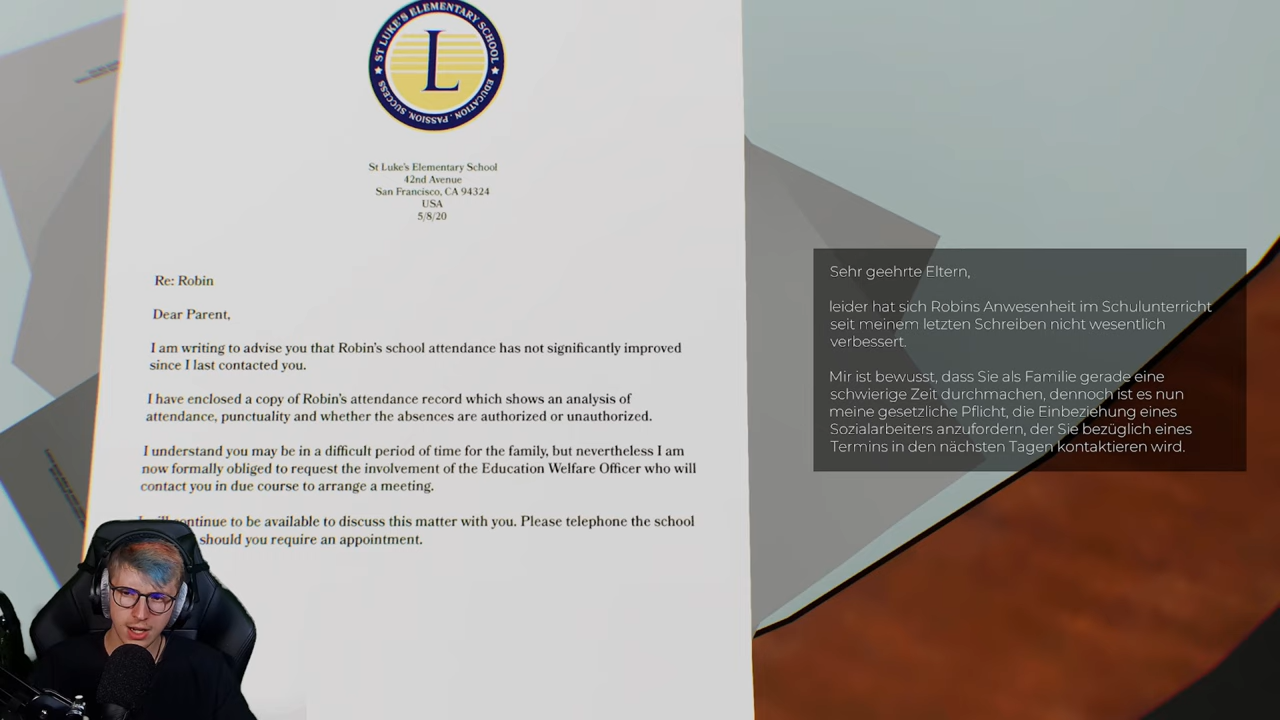 ST LUKE'S ELEMENTARY SCHOOL
EDUCATION, PASSION, SUCCESS
L
St Luke's Elementary School
42nd Avenue
San Francisco, CA 94324
USA
5/8/20
Re: Robin
Dear Parent,
I am writing to advise you that Robin's school attendance has not significantly improved
since I last contacted you.
I have enclosed a copy of Robin's attendance record which shows an analysis of
attendance, punctuality and whether the absences are authorized or unauthorized.
I understand you may be in a difficult period of time for the family, but nevertheless I am
now formally obliged to request the involvement of the Education Welfare Officer who will
contact you in due course to arrange a meeting.
I will continue to be available to discuss this matter with you. Please telephone the school
should you require an appointment.
Sehr geehrte Eltern,
leider hat sich Robins Anwesenheit im Schulunterricht
seit meinem letzten Schreiben nicht wesentlich
verbessert.
Mir ist bewusst, dass Sie als Familie gerade eine
schwierige Zeit durchmachen, dennoch ist es nun
meine gesetzliche Pflicht, die Einbeziehung eines
Sozialarbeiters anzufordern, der Sie bezüglich eines
Termins in den nächsten Tagen kontaktieren wird.